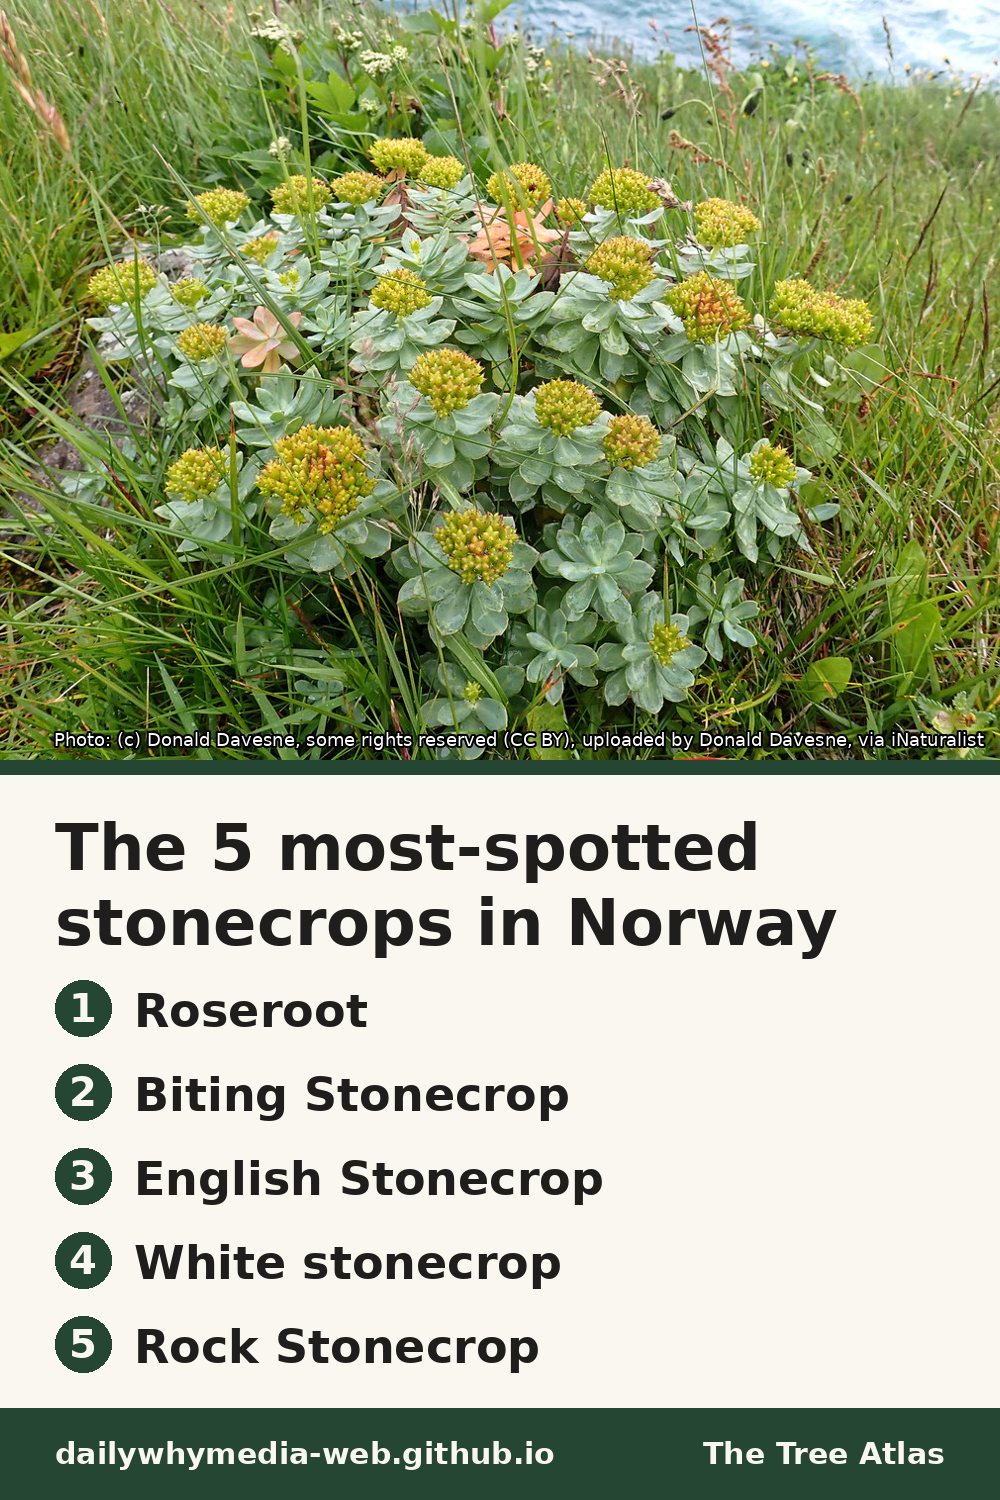 Photo: (c) Donald Davesne, some rights reserved (CC BY), uploaded by Donald Davesne, via iNaturalist
The 5 most-spotted
stonecrops in Norway
1 Roseroot
2 Biting Stonecrop
3 English Stonecrop
4 White stonecrop
5 Rock Stonecrop
dailywhymedia-web.github.io The Tree Atlas